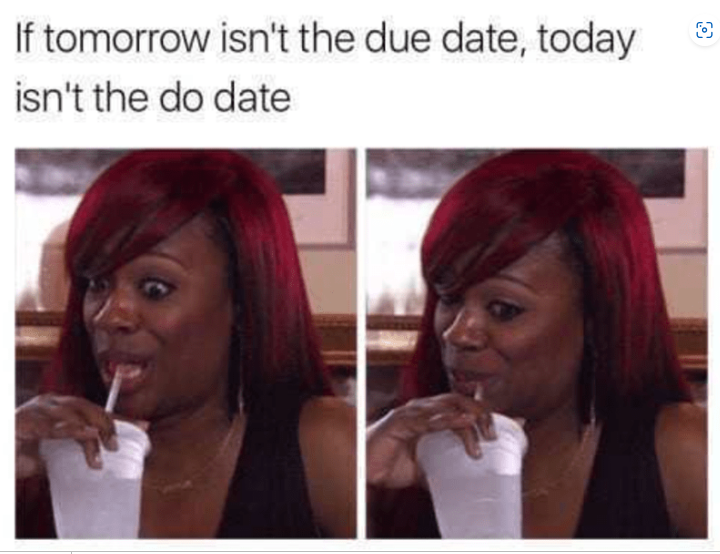 If tomorrow isn't the due date, today
isn't the do date